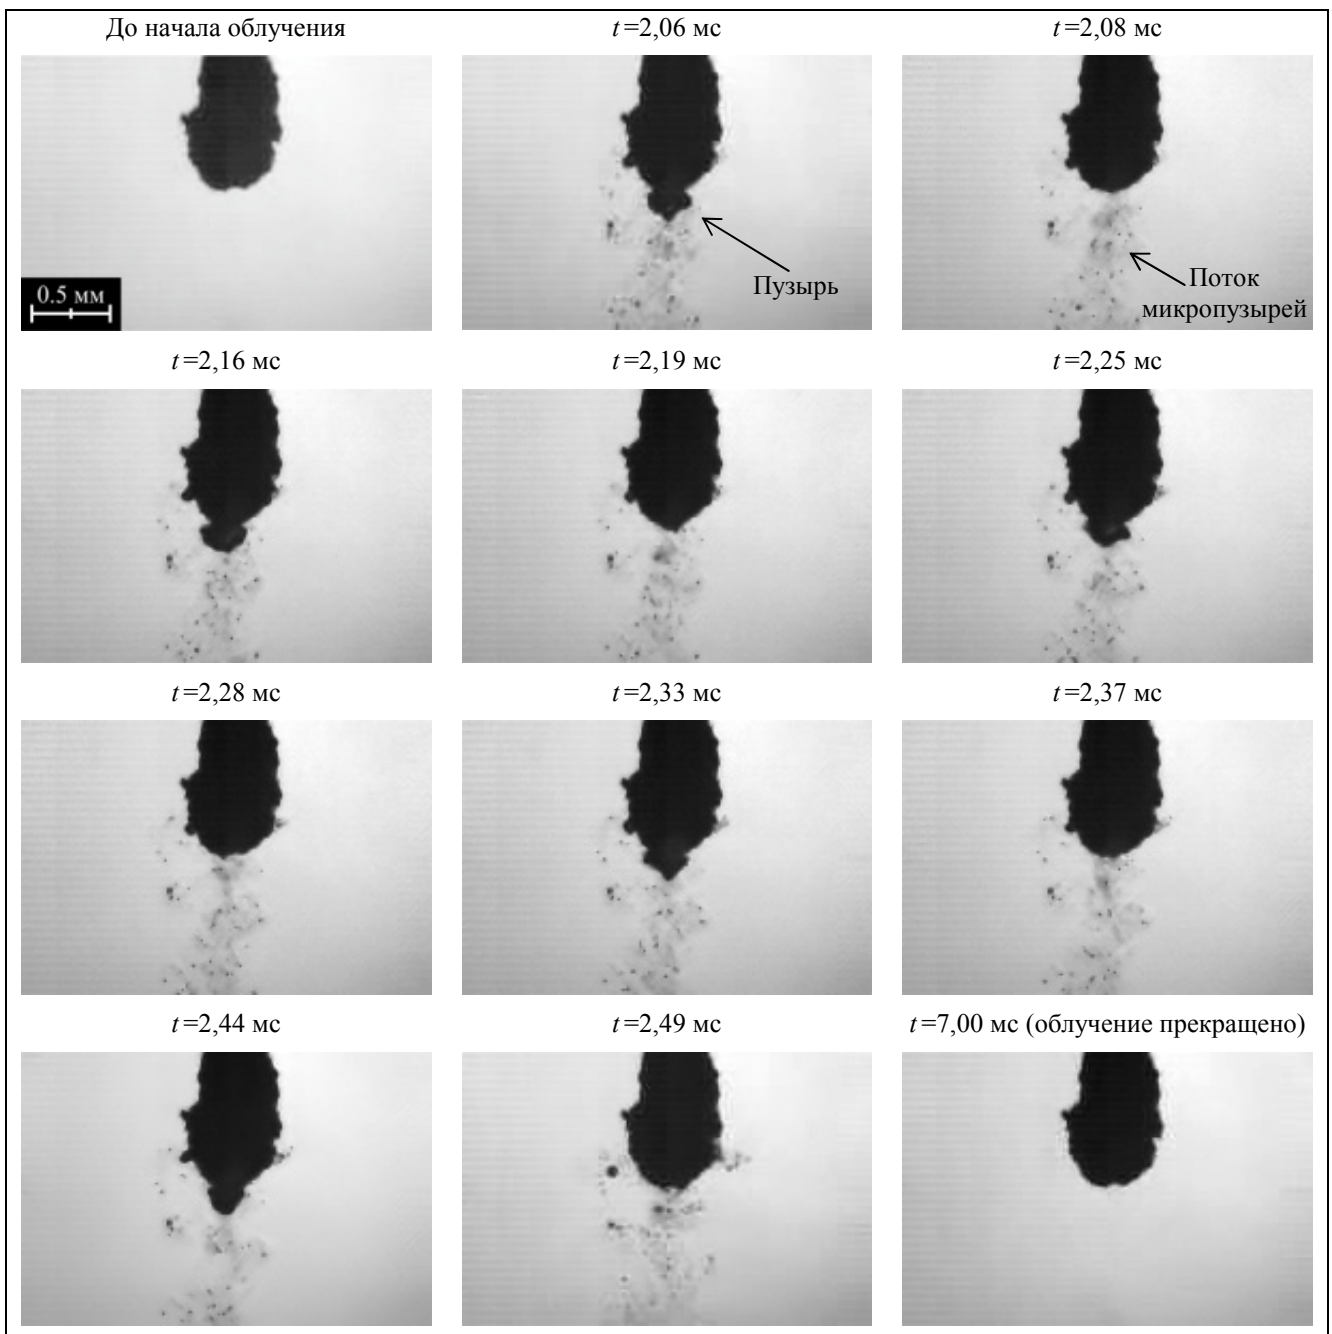 До начала облучения
t=2,06 мс
t=2,08 мс
0.5 мм
Пузырь
Поток
микропузырей
t=2,16 мс
t=2,19 мс
t=2,25 мс
t=2,28 мс
t=2,33 мс
t=2,37 мс
t=2,44 мс
t=2,49 мс
t=7,00 мс (облучение прекращено)